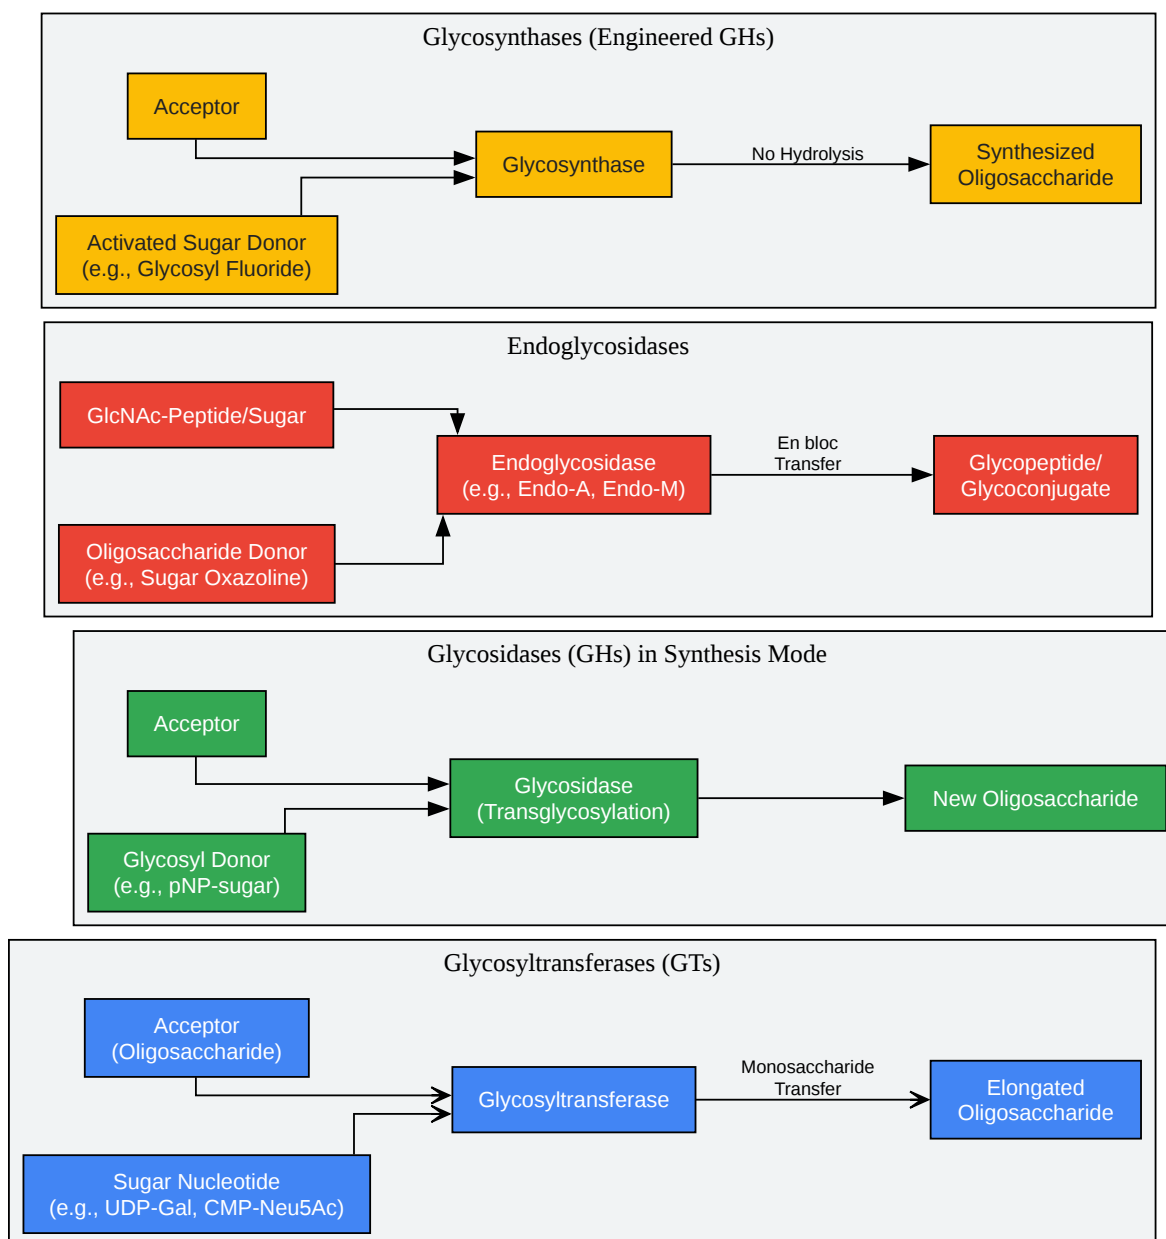 Glycosynthases (Engineered GHs)
Acceptor
Activated Sugar Donor
(e.g., Glycosyl Fluoride)
Glycosynthase
No Hydrolysis
Synthesized
Oligosaccharide
Endoglycosidases
GlcNAc-Peptide/Sugar
Oligosaccharide Donor
(e.g., Sugar Oxazoline)
Endoglycosidase
(e.g., Endo-A, Endo-M)
En bloc
Transfer
Glycopeptide/
Glycoconjugate
Glycosidases (GHs) in Synthesis Mode
Acceptor
Glycosyl Donor
(e.g., pNP-sugar)
Glycosidase
(Transglycosylation)
New Oligosaccharide
Glycosyltransferases (GTs)
Acceptor
(Oligosaccharide)
Sugar Nucleotide
(e.g., UDP-Gal, CMP-Neu5Ac)
Glycosyltransferase
Monosaccharide
Transfer
Elongated
Oligosaccharide